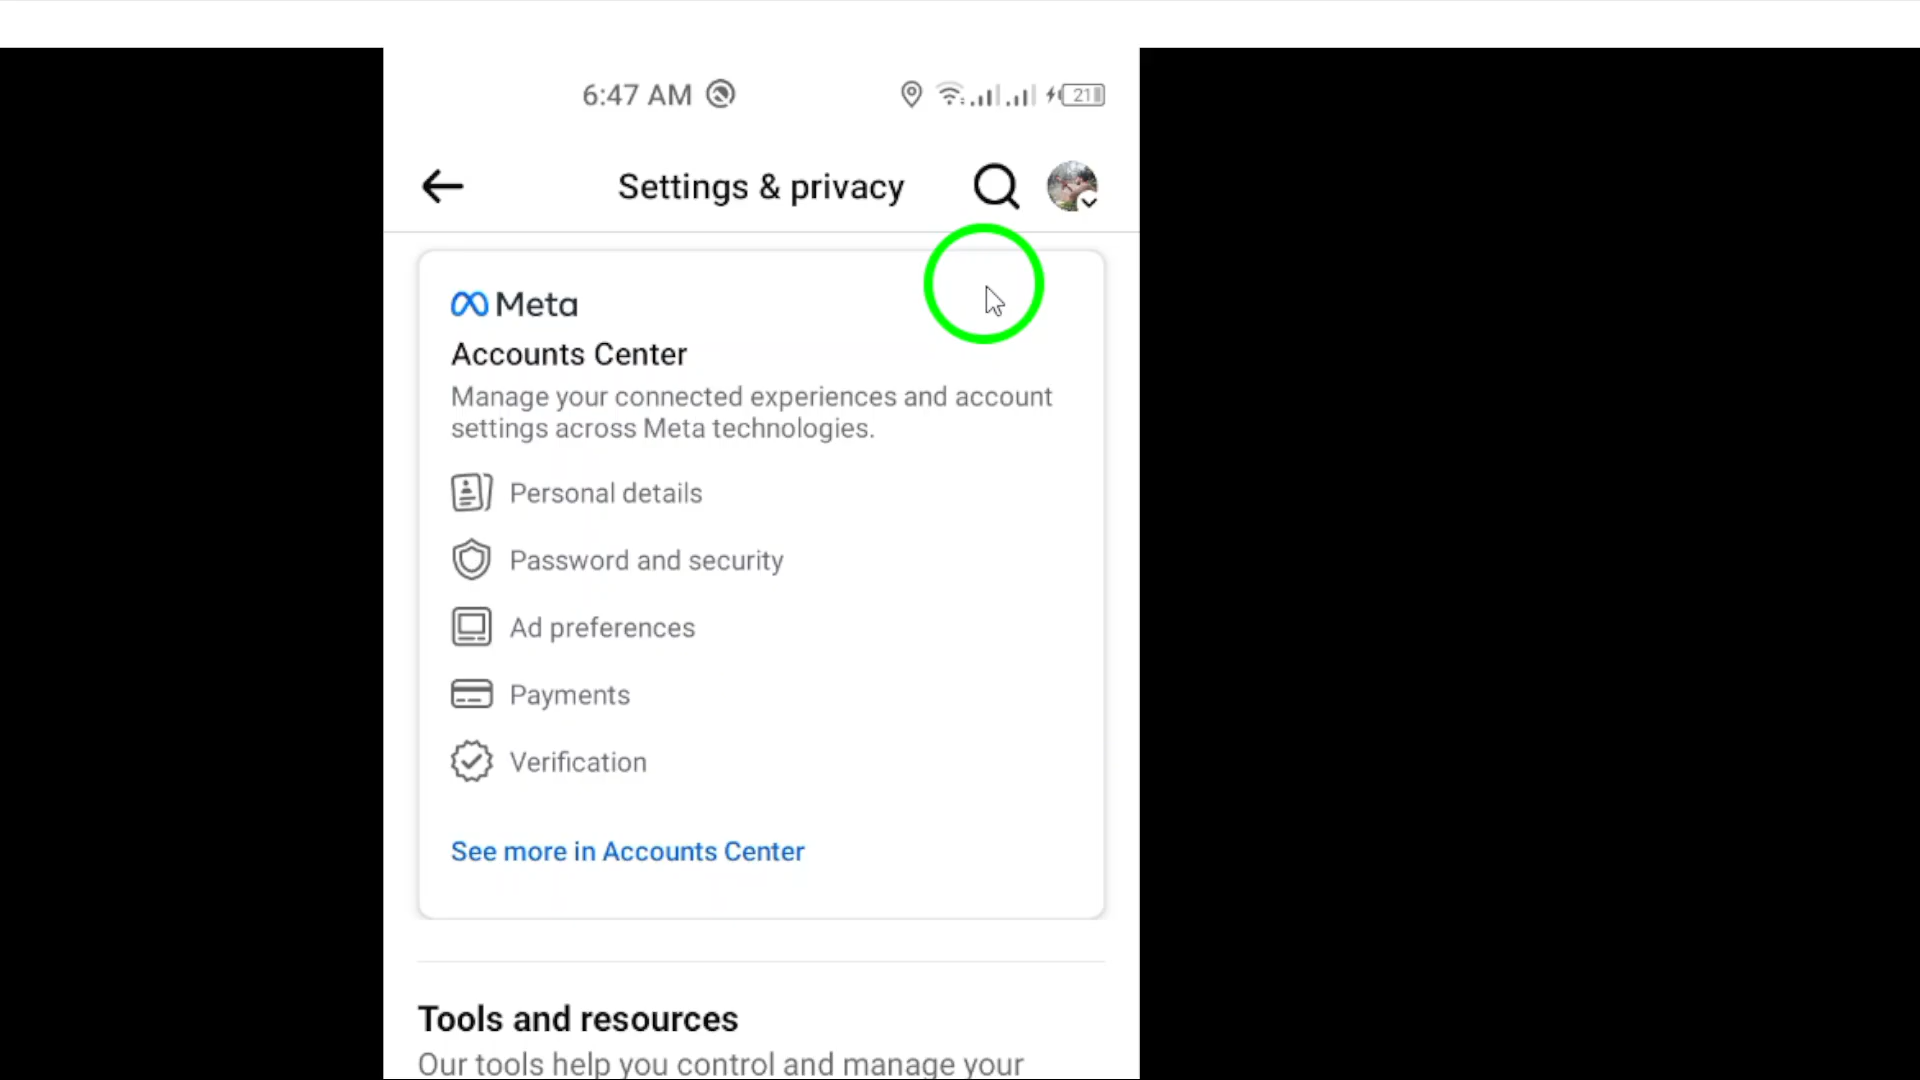 6:47 AM 21
Settings & privacy
Meta
Accounts Center
Manage your connected experiences and account
settings across Meta technologies.
Personal details
Password and security
Ad preferences
Payments
Verification
See more in Accounts Center
Tools and resources
Our tools help you control and manage your